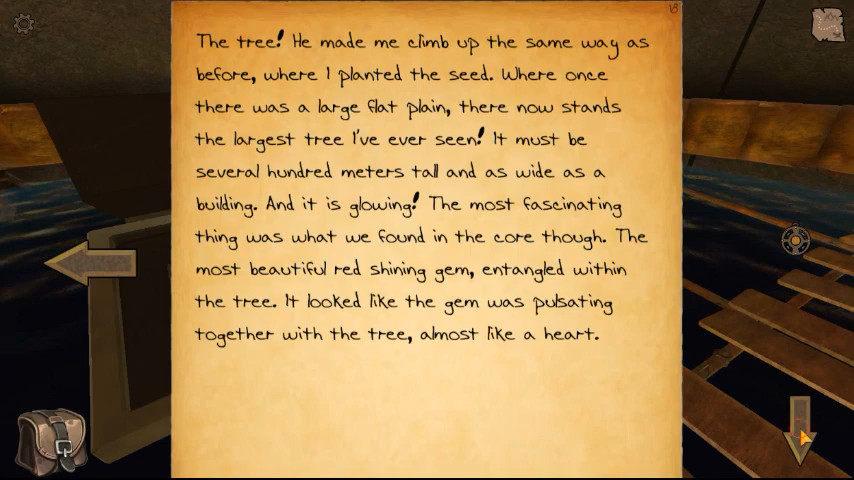 18
The tree! He made me climb up the same way as
before, where I planted the seed. Where once
there was a large flat plain, there now stands
the largest tree I've ever seen! It must be
several hundred meters tall and as wide as a
building. And it is glowing! The most fascinating
thing was what we found in the core though. The
most beautiful red shining gem, entangled within
the tree. It looked like the gem was pulsating
together with the tree, almost like a heart.